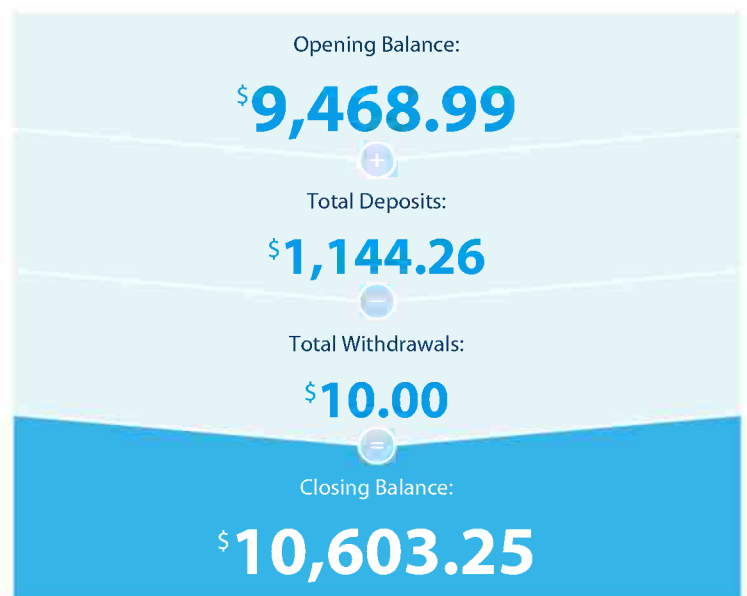 Opening Balance:
$9,468.99
+
Total Deposits:
$1,144.26
−
Total Withdrawals:
$10.00
=
Closing Balance:
$10,603.25